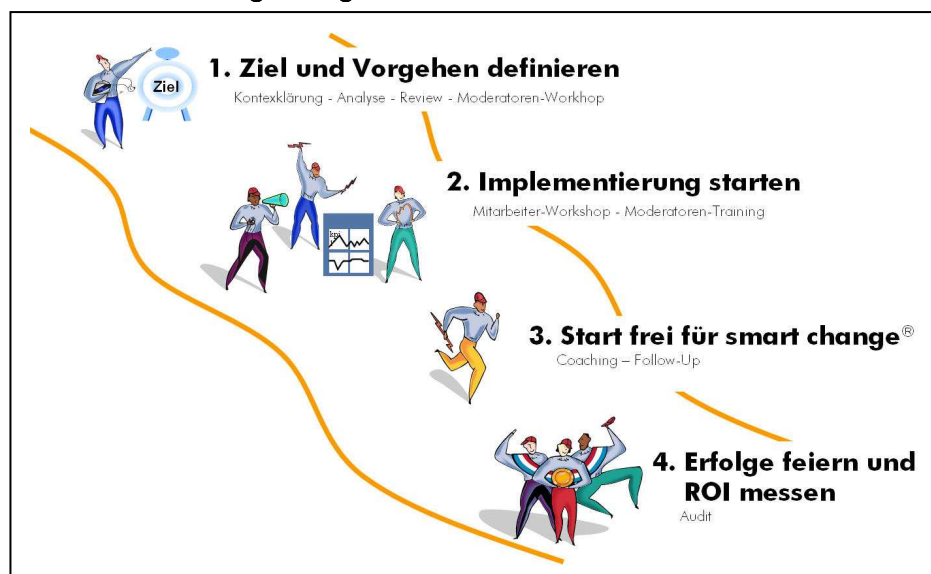 Ziel
1. Ziel und Vorgehen definieren
Kontexklärung - Analyse - Review - Moderatoren-Workhop
2. Implementierung starten
Mitarbeiter-Workshop - Moderatoren-Training
kpi
3. Start frei für smart change®
Coaching – Follow-Up
4. Erfolge feiern und
ROI messen
Audit